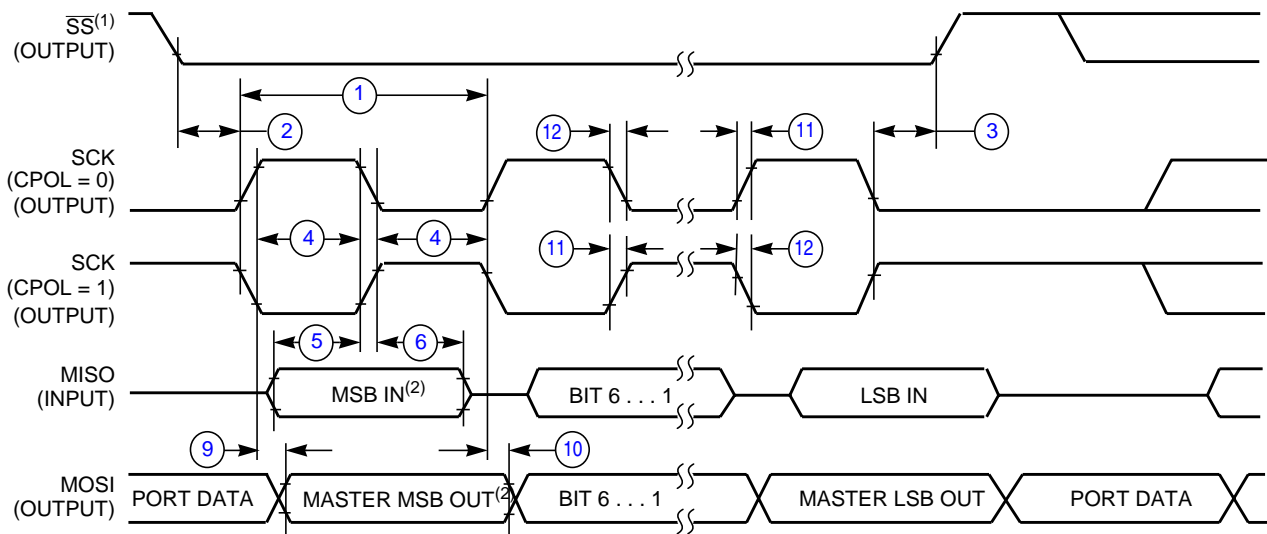 SS(1)
(OUTPUT)
1
2
12
11
3
SCK
(CPOL = 0)
(OUTPUT)
4
4
11
12
SCK
(CPOL = 1)
(OUTPUT)
5
6
MISO
(INPUT)
MSB IN(2)
BIT 6 . . . 1
LSB IN
9
10
MOSI
(OUTPUT)
PORT DATA
MASTER MSB OUT(2
BIT 6 . . . 1
MASTER LSB OUT
PORT DATA